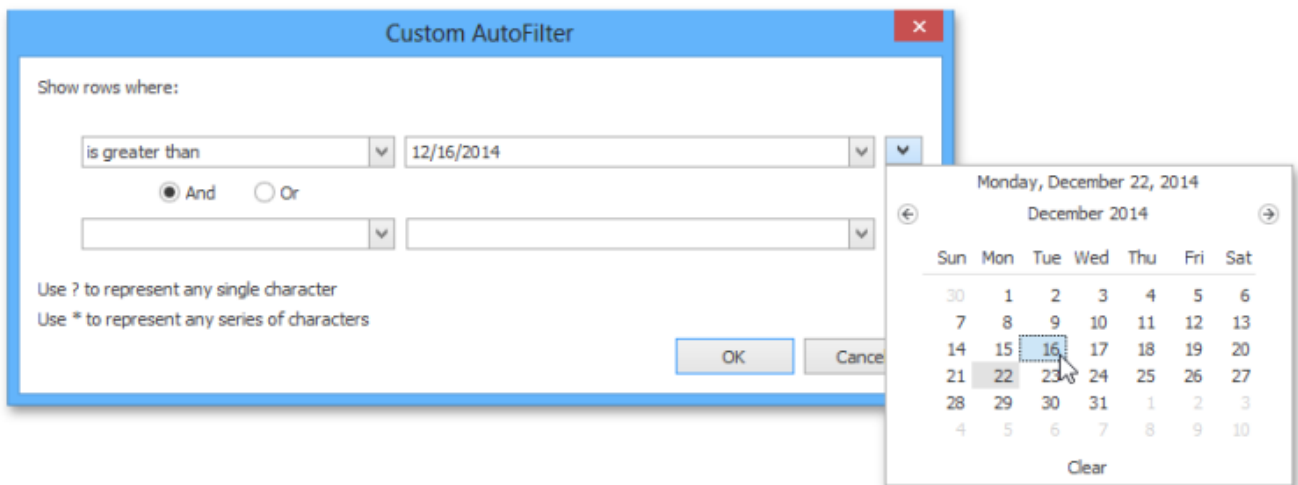 Custom AutoFilter
Show rows where:
is greater than 12/16/2014
And Or
Use ? to represent any single character
Use * to represent any series of characters
OK Cance
Monday, December 22, 2014
December 2014
Sun Mon Tue Wed Thu Fri Sat
30 1 2 3 4 5 6
7 8 9 10 11 12 13
14 15 16 17 18 19 20
21 22 23 24 25 26 27
28 29 30 31 1 2 3
4 5 6 7 8 9 10
Clear